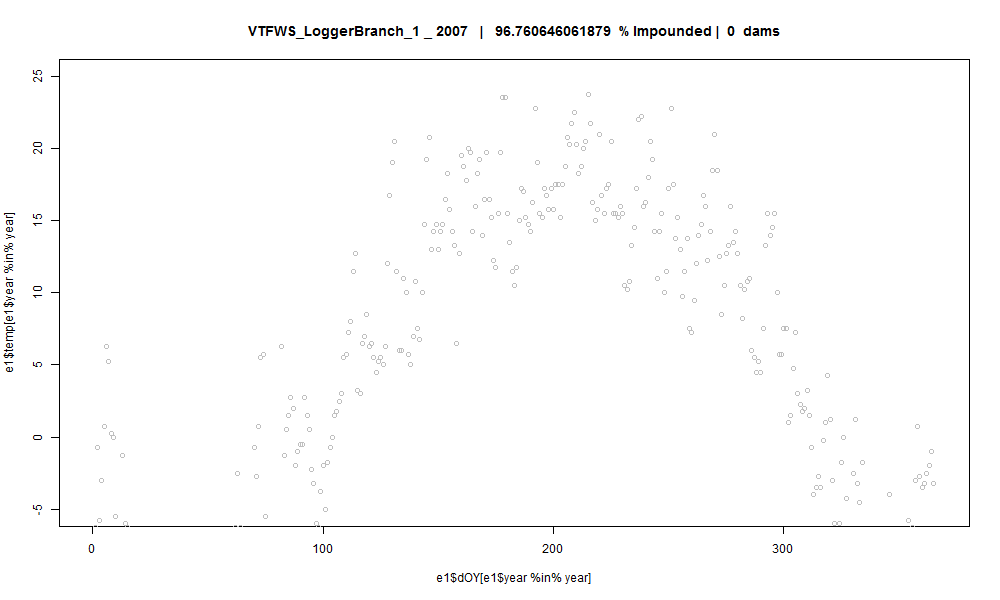 VTFWS_LoggerBranch_1 _ 2007 | 96.760646061879 % Impounded | 0 dams
25
20
15
10
5
0
-5
e1$temp[e1$year %in% year]
0 100 200 300
e1$dOY[e1$year %in% year]